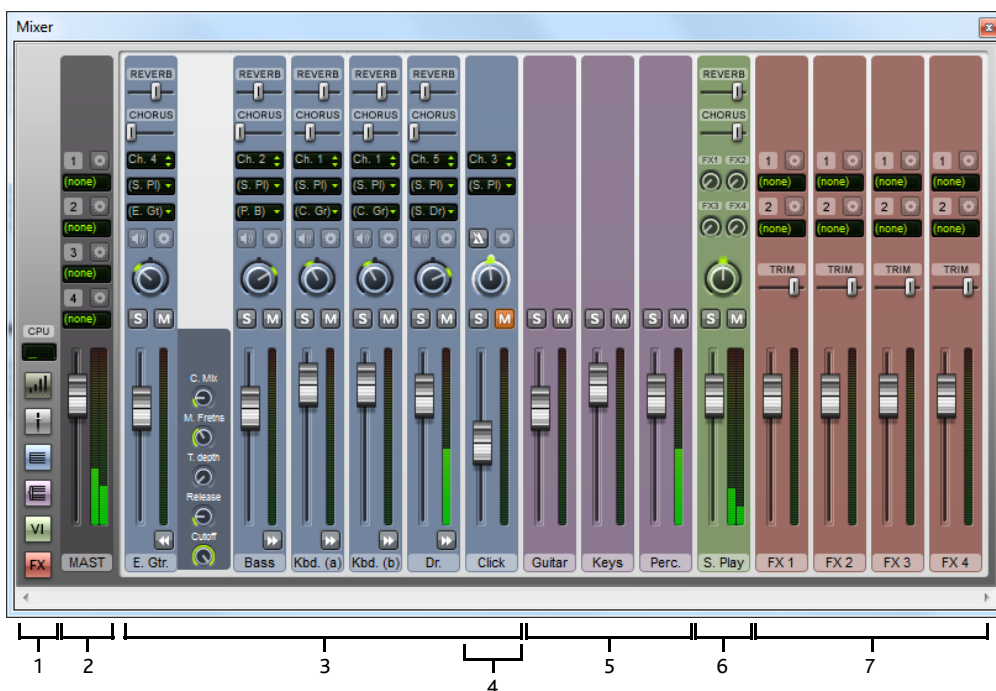 Mixer
REVERB REVERB REVERB REVERB REVERB REVERB
CHORUS CHORUS CHORUS CHORUS CHORUS CHORUS
1 Ch. 4 Ch. 2 Ch. 1 Ch. 1 Ch. 5 Ch. 3 FX1 FX2 1 1 1 1
(none) (S. Pl) (S. Pl) (S. Pl) (S. Pl) (S. Pl) (S. Pl) (none) (none) (none) (none)
2 (E. Gt) (P. B) (C. Gr) (C. Gr) (S. Dr) FX3 FX4 2 2 2 2
(none) (none) (none) (none) (none)
3
(none) TRIM TRIM TRIM TRIM
4
(none) S M S M S M S M S M S M S M S M S M S M
CPU
C. Mix
M. Fretns
T. depth
Release
VI Cutoff
FX MAST E. Gtr. Bass Kbd. (a) Kbd. (b) Dr. Click Guitar Keys Perc. S. Play FX 1 FX 2 FX 3 FX 4
1 2 3 5 6 7
4